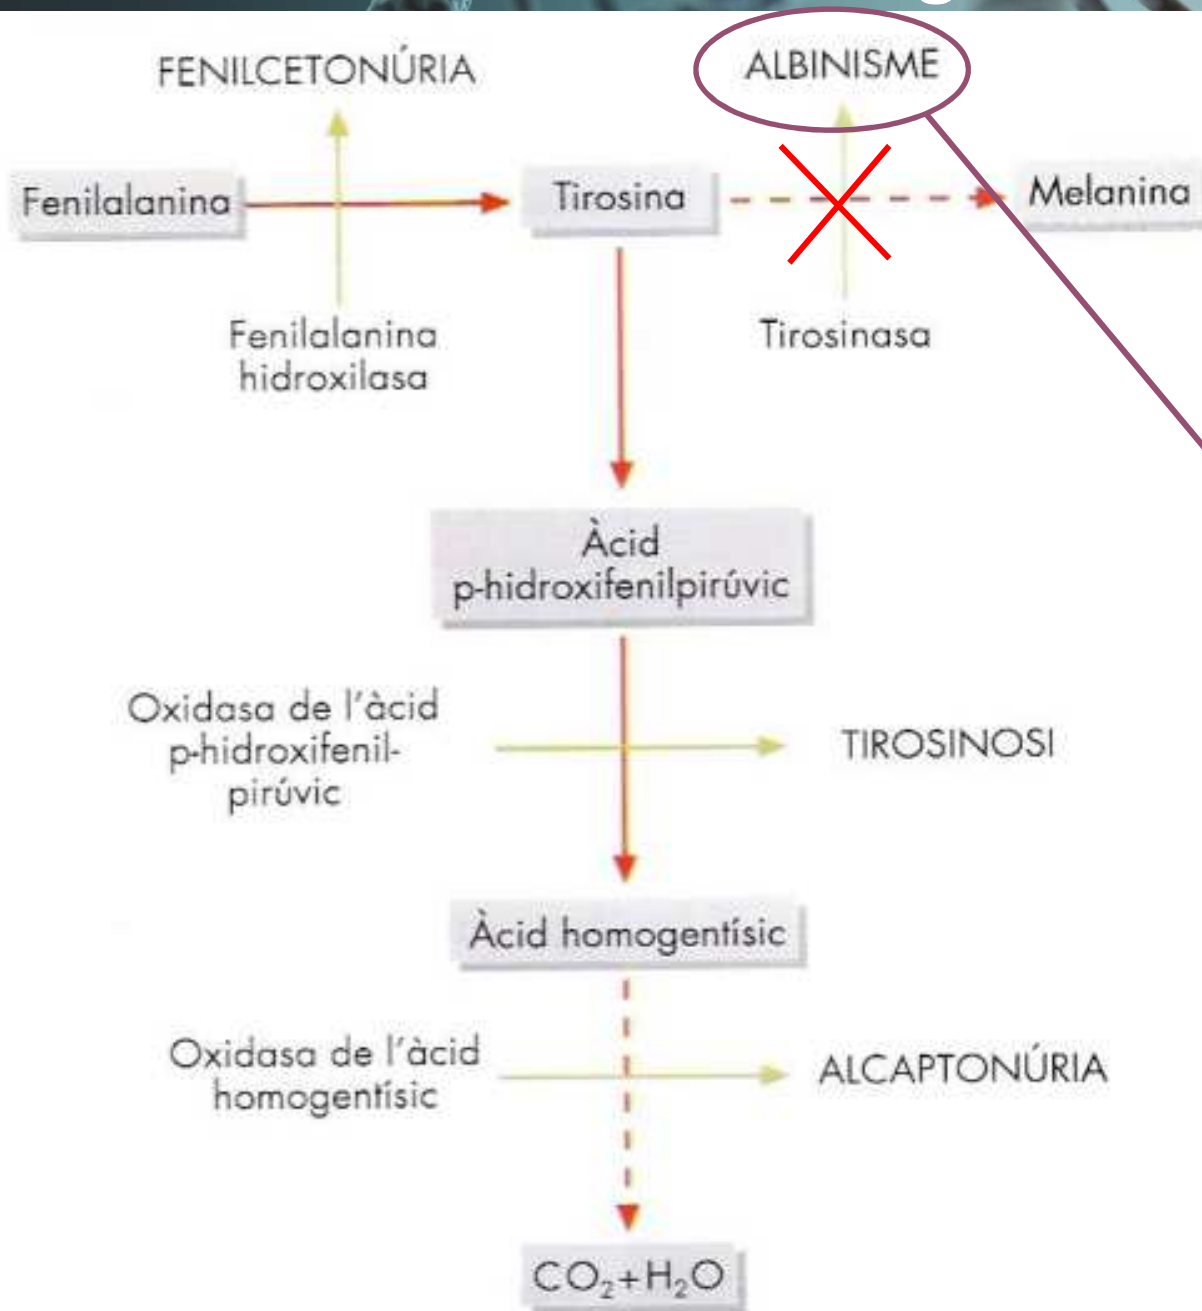 FENILCETONÚRIA
ALBINISME
Fenilalanina
Tirosina
Melanina
Fenilalanina
hidroxilasa
Tirosinasa
Àcid
p-hidroxifenilpirúvic
Oxidasa de l'àcid
p-hidroxifenil-
pirúvic
TIROSINOSI
Àcid homogentísic
Oxidasa de l'àcid
homogentísic
ALCAPTONÚRIA
CO₂+H₂O